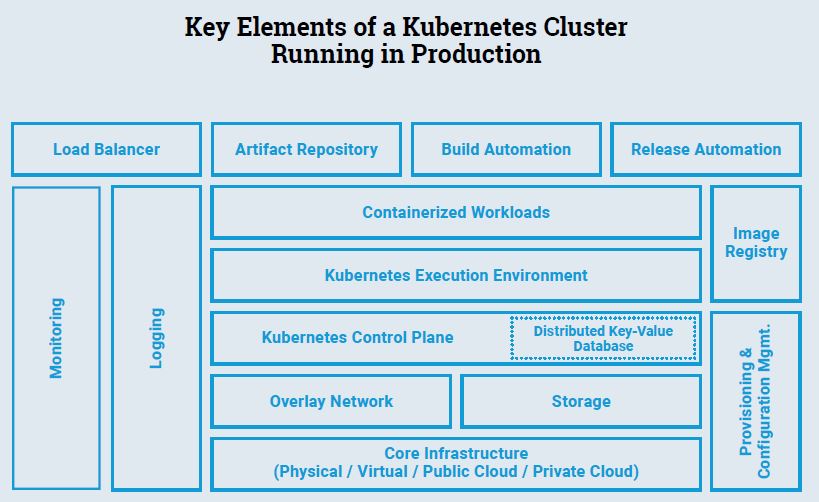 Key Elements of a Kubernetes Cluster
Running in Production
Load Balancer
Artifact Repository
Build Automation
Release Automation
Monitoring
Logging
Containerized Workloads
Image
Registry
Kubernetes Execution Environment
Kubernetes Control Plane
Distributed Key-Value
Database
Provisioning &
Configuration Mgmt.
Overlay Network
Storage
Core Infrastructure
(Physical / Virtual / Public Cloud / Private Cloud)